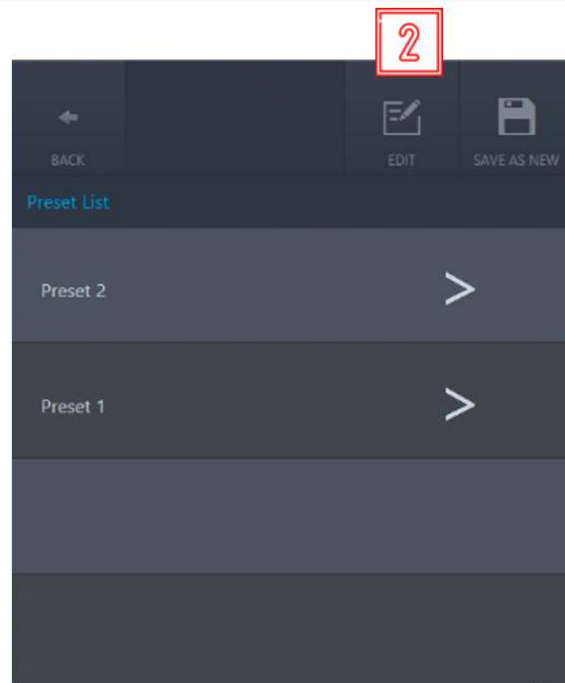 2
BACK
EDIT
SAVE AS NEW
Preset List
Preset 2
Preset 1